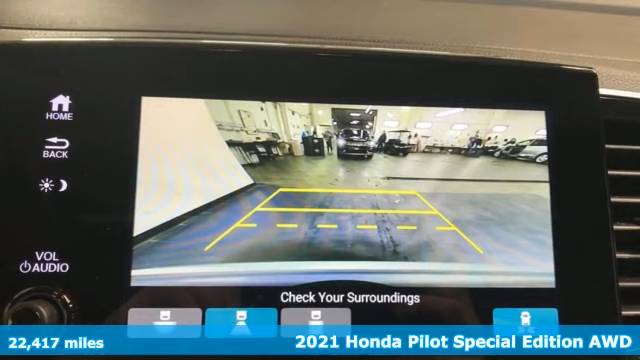 HOME
BACK
VOL
AUDIO
Check Your Surroundings
22,417 miles
2021 Honda Pilot Special Edition AWD